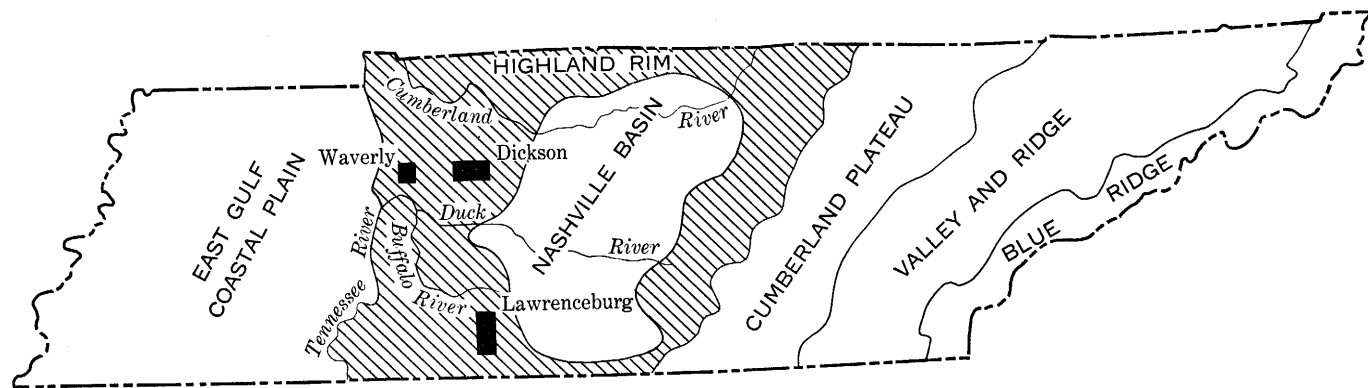 HIGHLAND RIM
Cumberland
River
Waverly
Dickson
NASHVILLE BASIN
CUMBERLAND PLATEAU
VALLEY AND RIDGE
BLUE RIDGE
EAST GULF
COASTAL PLAIN
Duck
River
Buffalo
River
Tennessee River
Lawrenceburg